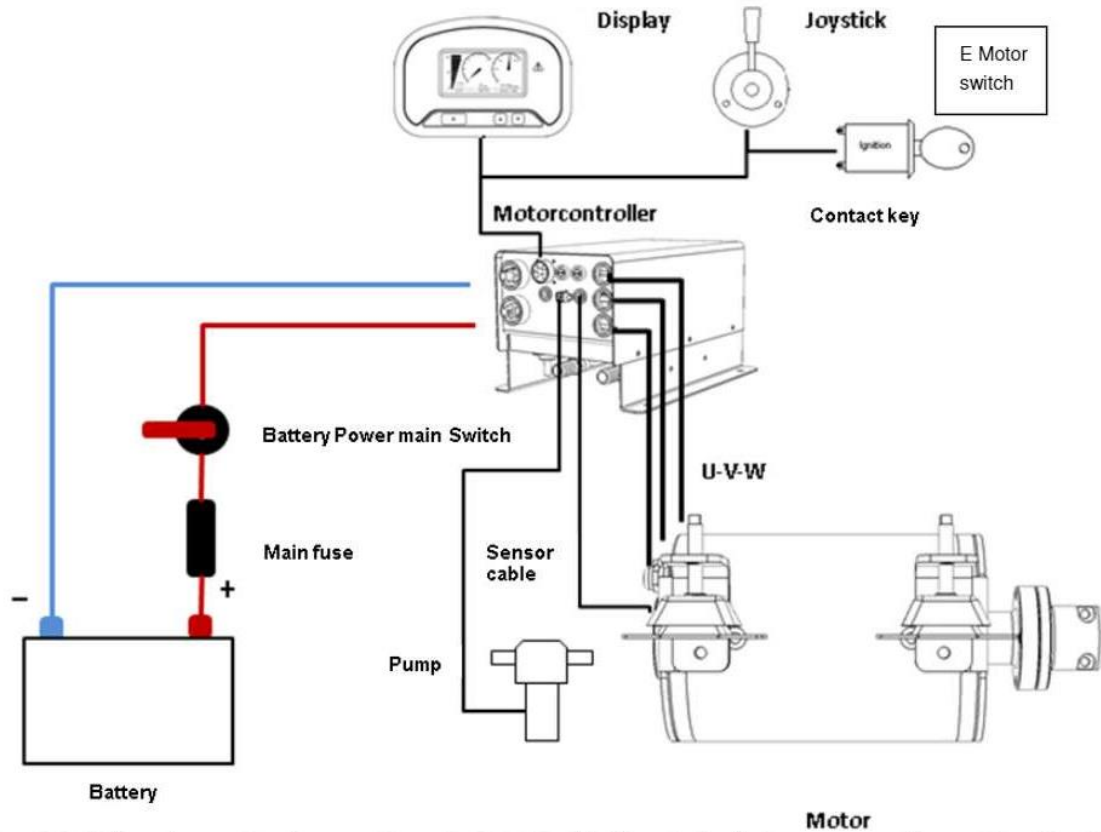 Display
Joystick
E Motor
switch
Ignition
Motorcontroller
Contact key
Battery Power main Switch
U-V-W
Main fuse
Sensor
cable
−
+
Pump
Battery
Motor